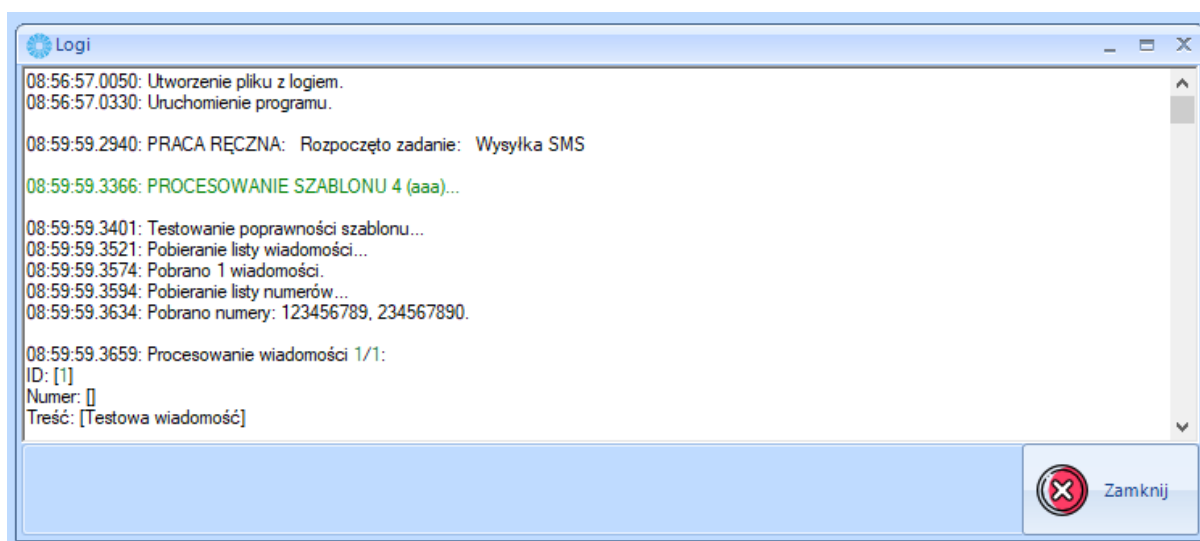 Logi
08:56:57.0050: Utworzenie pliku z logiem.
08:56:57.0330: Uruchomienie programu.
08:59:59.2940: PRACA RĘCZNA: Rozpoczęto zadanie: Wysyłka SMS
08:59:59.3366: PROCESOWANIE SZABLONU 4 (aaa)...
08:59:59.3401: Testowanie poprawności szablonu...
08:59:59.3521: Pobieranie listy wiadomości...
08:59:59.3574: Pobrano 1 wiadomości.
08:59:59.3594: Pobieranie listy numerów...
08:59:59.3634: Pobrano numery: 123456789, 234567890.
08:59:59.3659: Procesowanie wiadomości 1/1:
ID: [1]
Numer: []
Treść: [Testowa wiadomość]
Zamknij